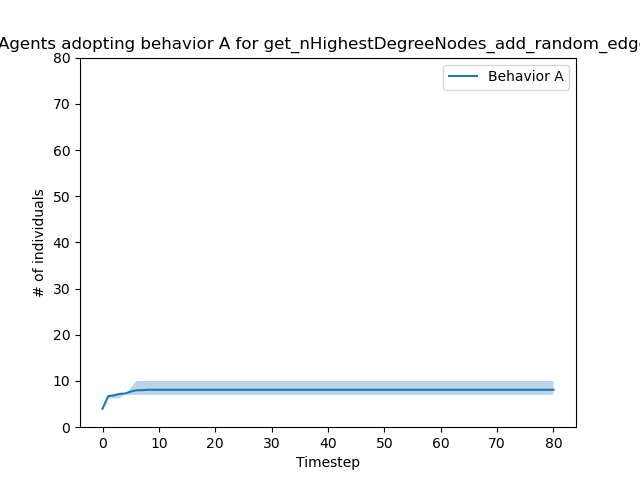 Agents adopting behavior A for get_nHighestDegreeNodes_add_random_edg
Behavior A
# of individuals
80
70
60
50
40
30
20
10
0
0 10 20 30 40 50 60 70 80
Timestep